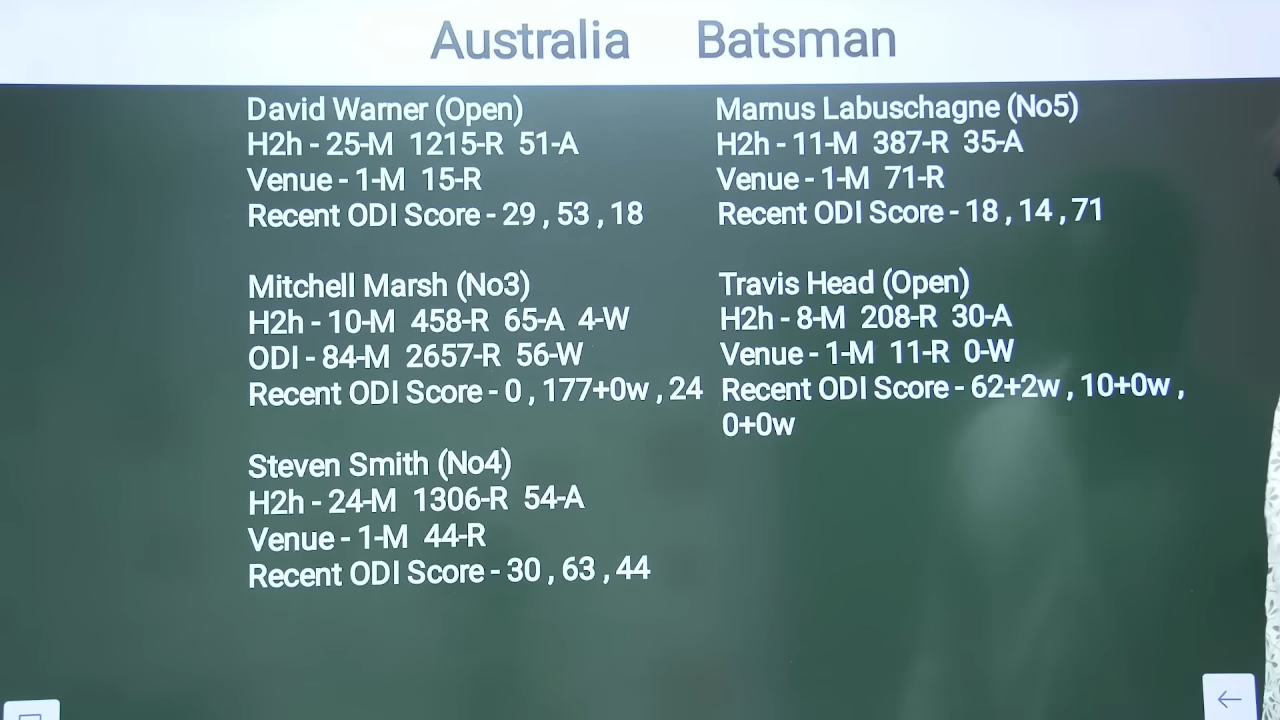 Australia Batsman
David Warner (Open)
H2h - 25-M 1215-R 51-A
Venue - 1-M 15-R
Recent ODI Score - 29 , 53 , 18
Mitchell Marsh (No3)
H2h - 10-M 458-R 65-A 4-W
ODI - 84-M 2657-R 56-W
Recent ODI Score - 0 , 177+0w , 24
Steven Smith (No4)
H2h - 24-M 1306-R 54-A
Venue - 1-M 44-R
Recent ODI Score - 30 , 63 , 44
Marnus Labuschagne (No5)
H2h - 11-M 387-R 35-A
Venue - 1-M 71-R
Recent ODI Score - 18 , 14 , 71
Travis Head (Open)
H2h - 8-M 208-R 30-A
Venue - 1-M 11-R 0-W
Recent ODI Score - 62+2w , 10+0w ,
0+0w